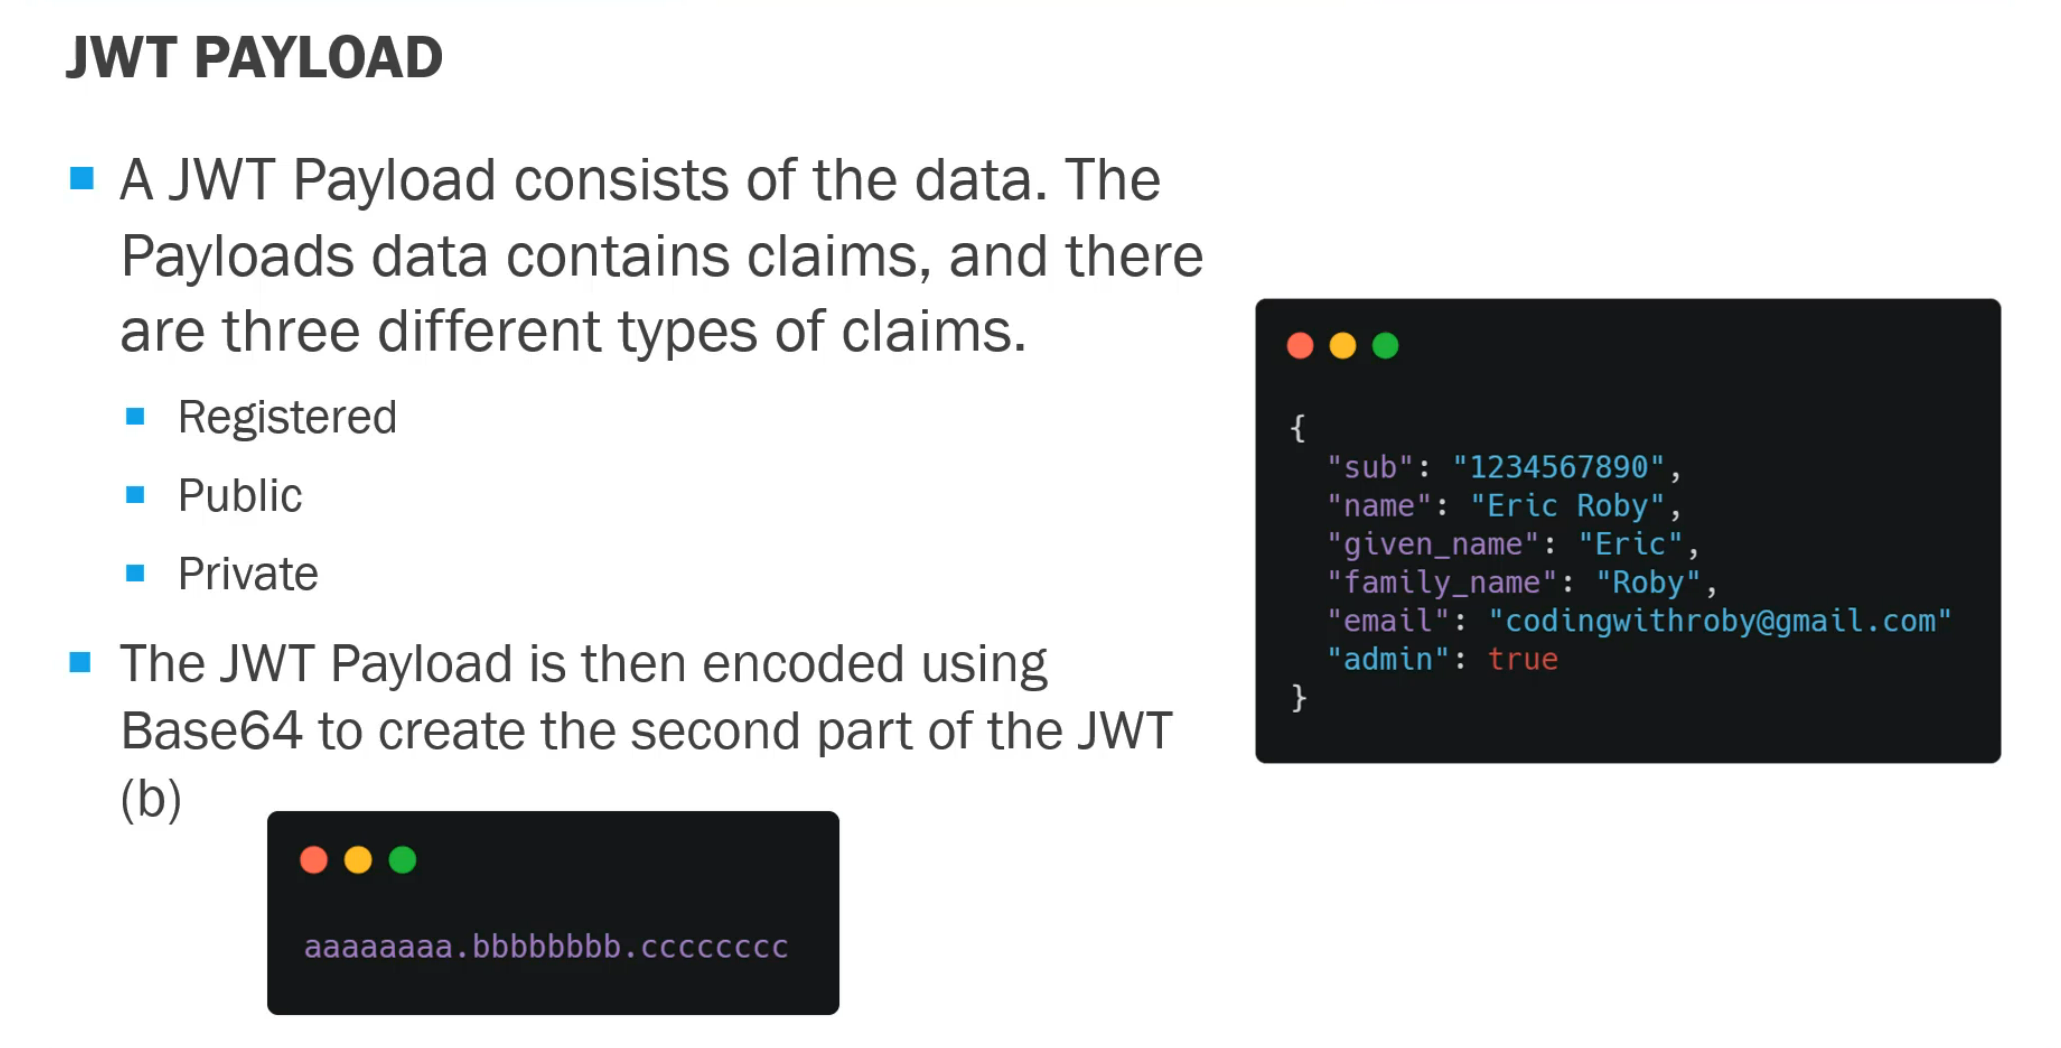 JWT PAYLOAD
A JWT Payload consists of the data. The
Payloads data contains claims, and there
are three different types of claims.
Registered
Public
Private
The JWT Payload is then encoded using
Base64 to create the second part of the JWT
(b)
aaaaaaaa.bbbbbbbb.cccccccc
{
"sub": "1234567890",
"name": "Eric Roby",
"given_name": "Eric",
"family_name": "Roby",
"email": "codingwithroby@gmail.com"
"admin": true
}